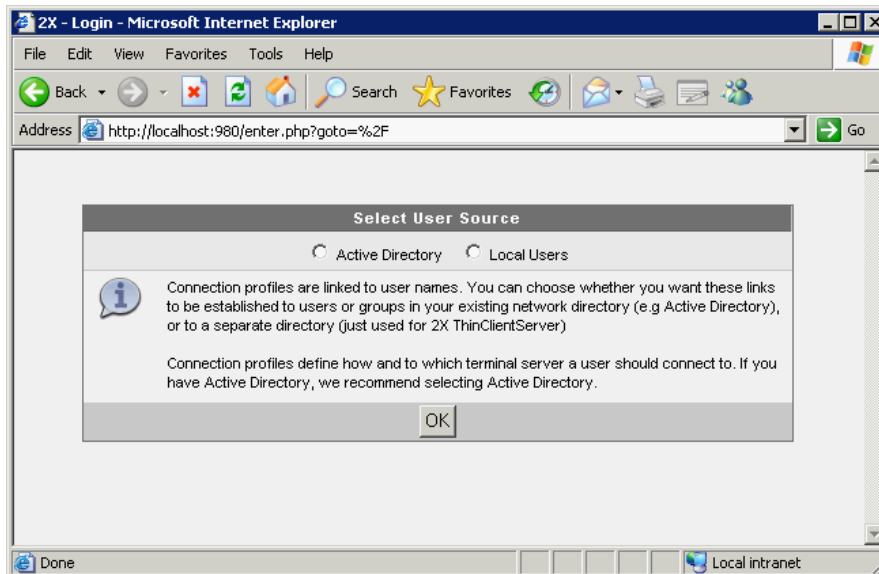 2X - Login - Microsoft Internet Explorer
File Edit View Favorites Tools Help
Back Search Favorites
Address http://localhost:980/enter.php?goto=%2F Go
Select User Source
Active Directory Local Users
Connection profiles are linked to user names. You can choose whether you want these links
to be established to users or groups in your existing network directory (e.g Active Directory),
or to a separate directory (just used for 2X ThinClientServer)
Connection profiles define how and to which terminal server a user should connect to. If you
have Active Directory, we recommend selecting Active Directory.
OK
Done Local intranet